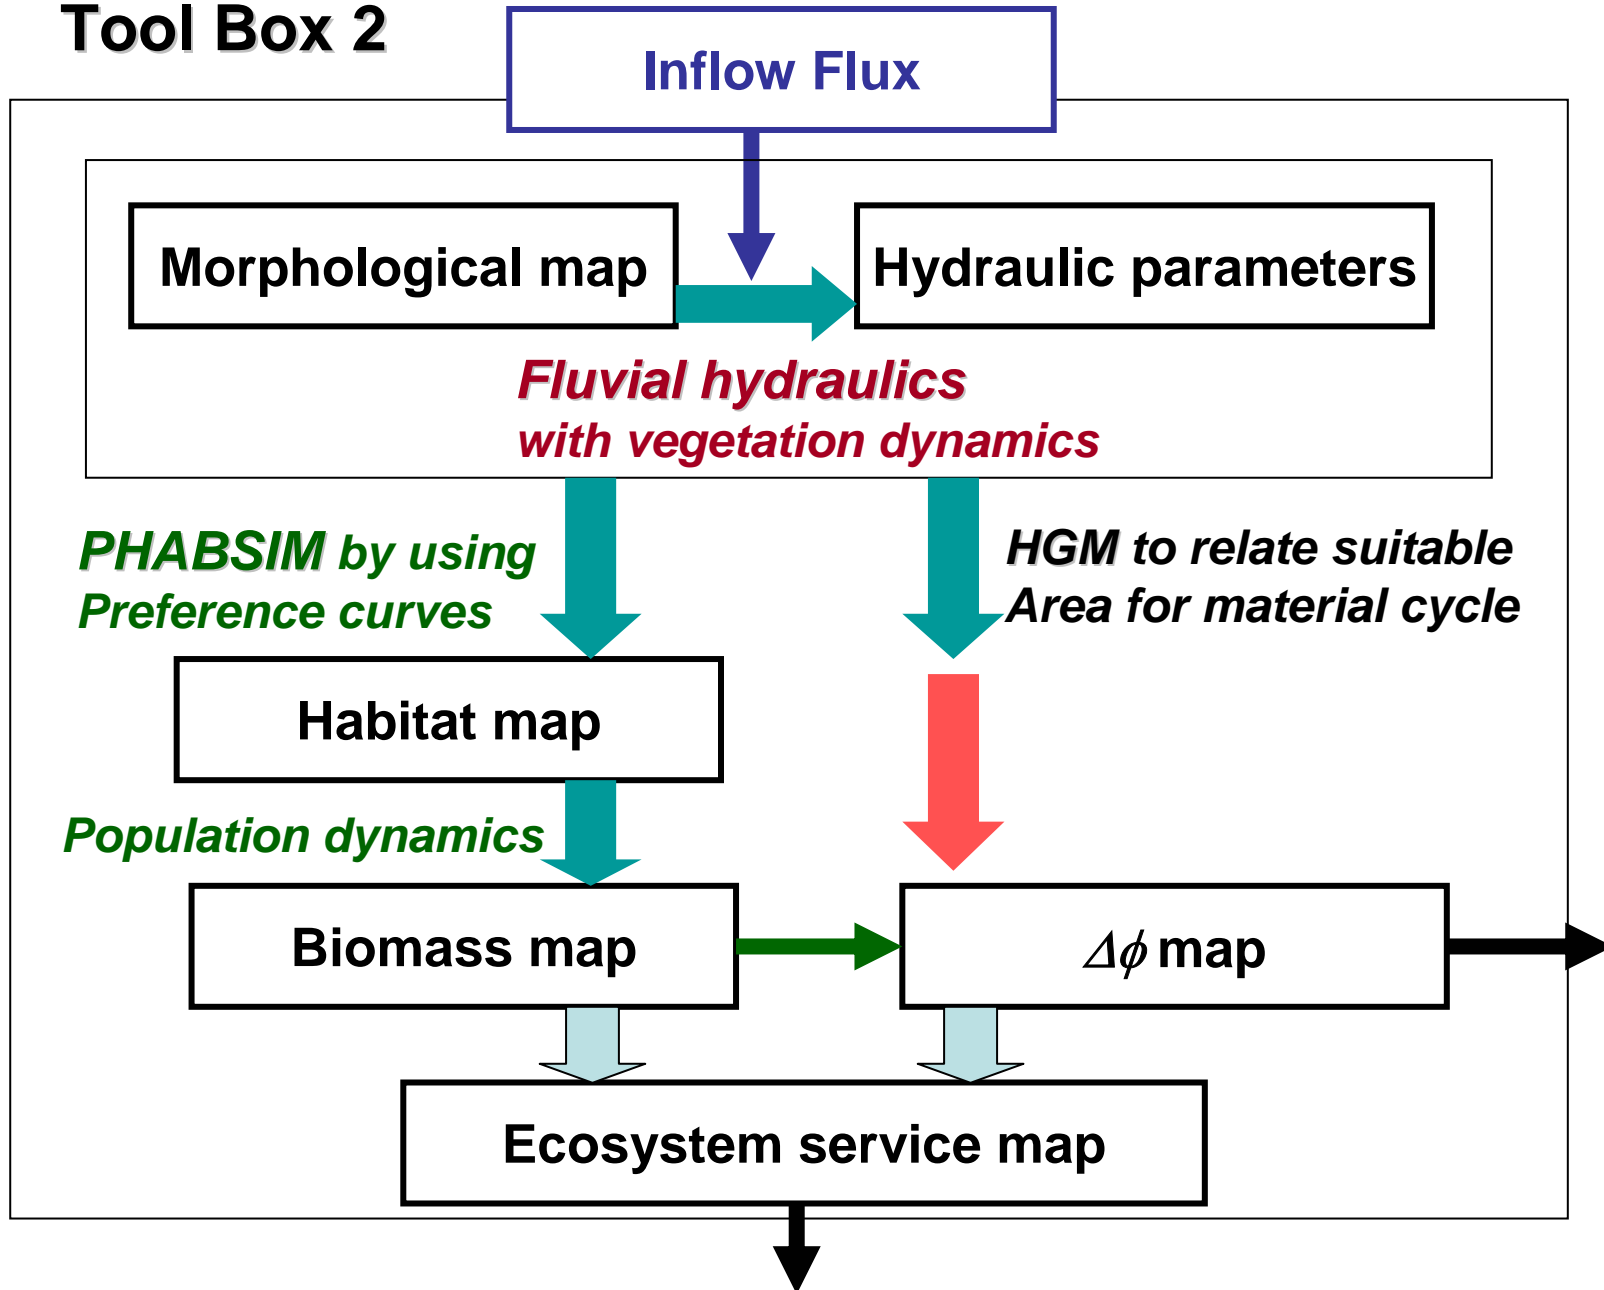 Tool Box 2
Inflow Flux
Morphological map
Hydraulic parameters
Fluvial hydraulics
with vegetation dynamics
PHABSIM by using
Preference curves
HGM to relate suitable
Area for material cycle
Habitat map
Population dynamics
Biomass map
Δϕ map
Ecosystem service map